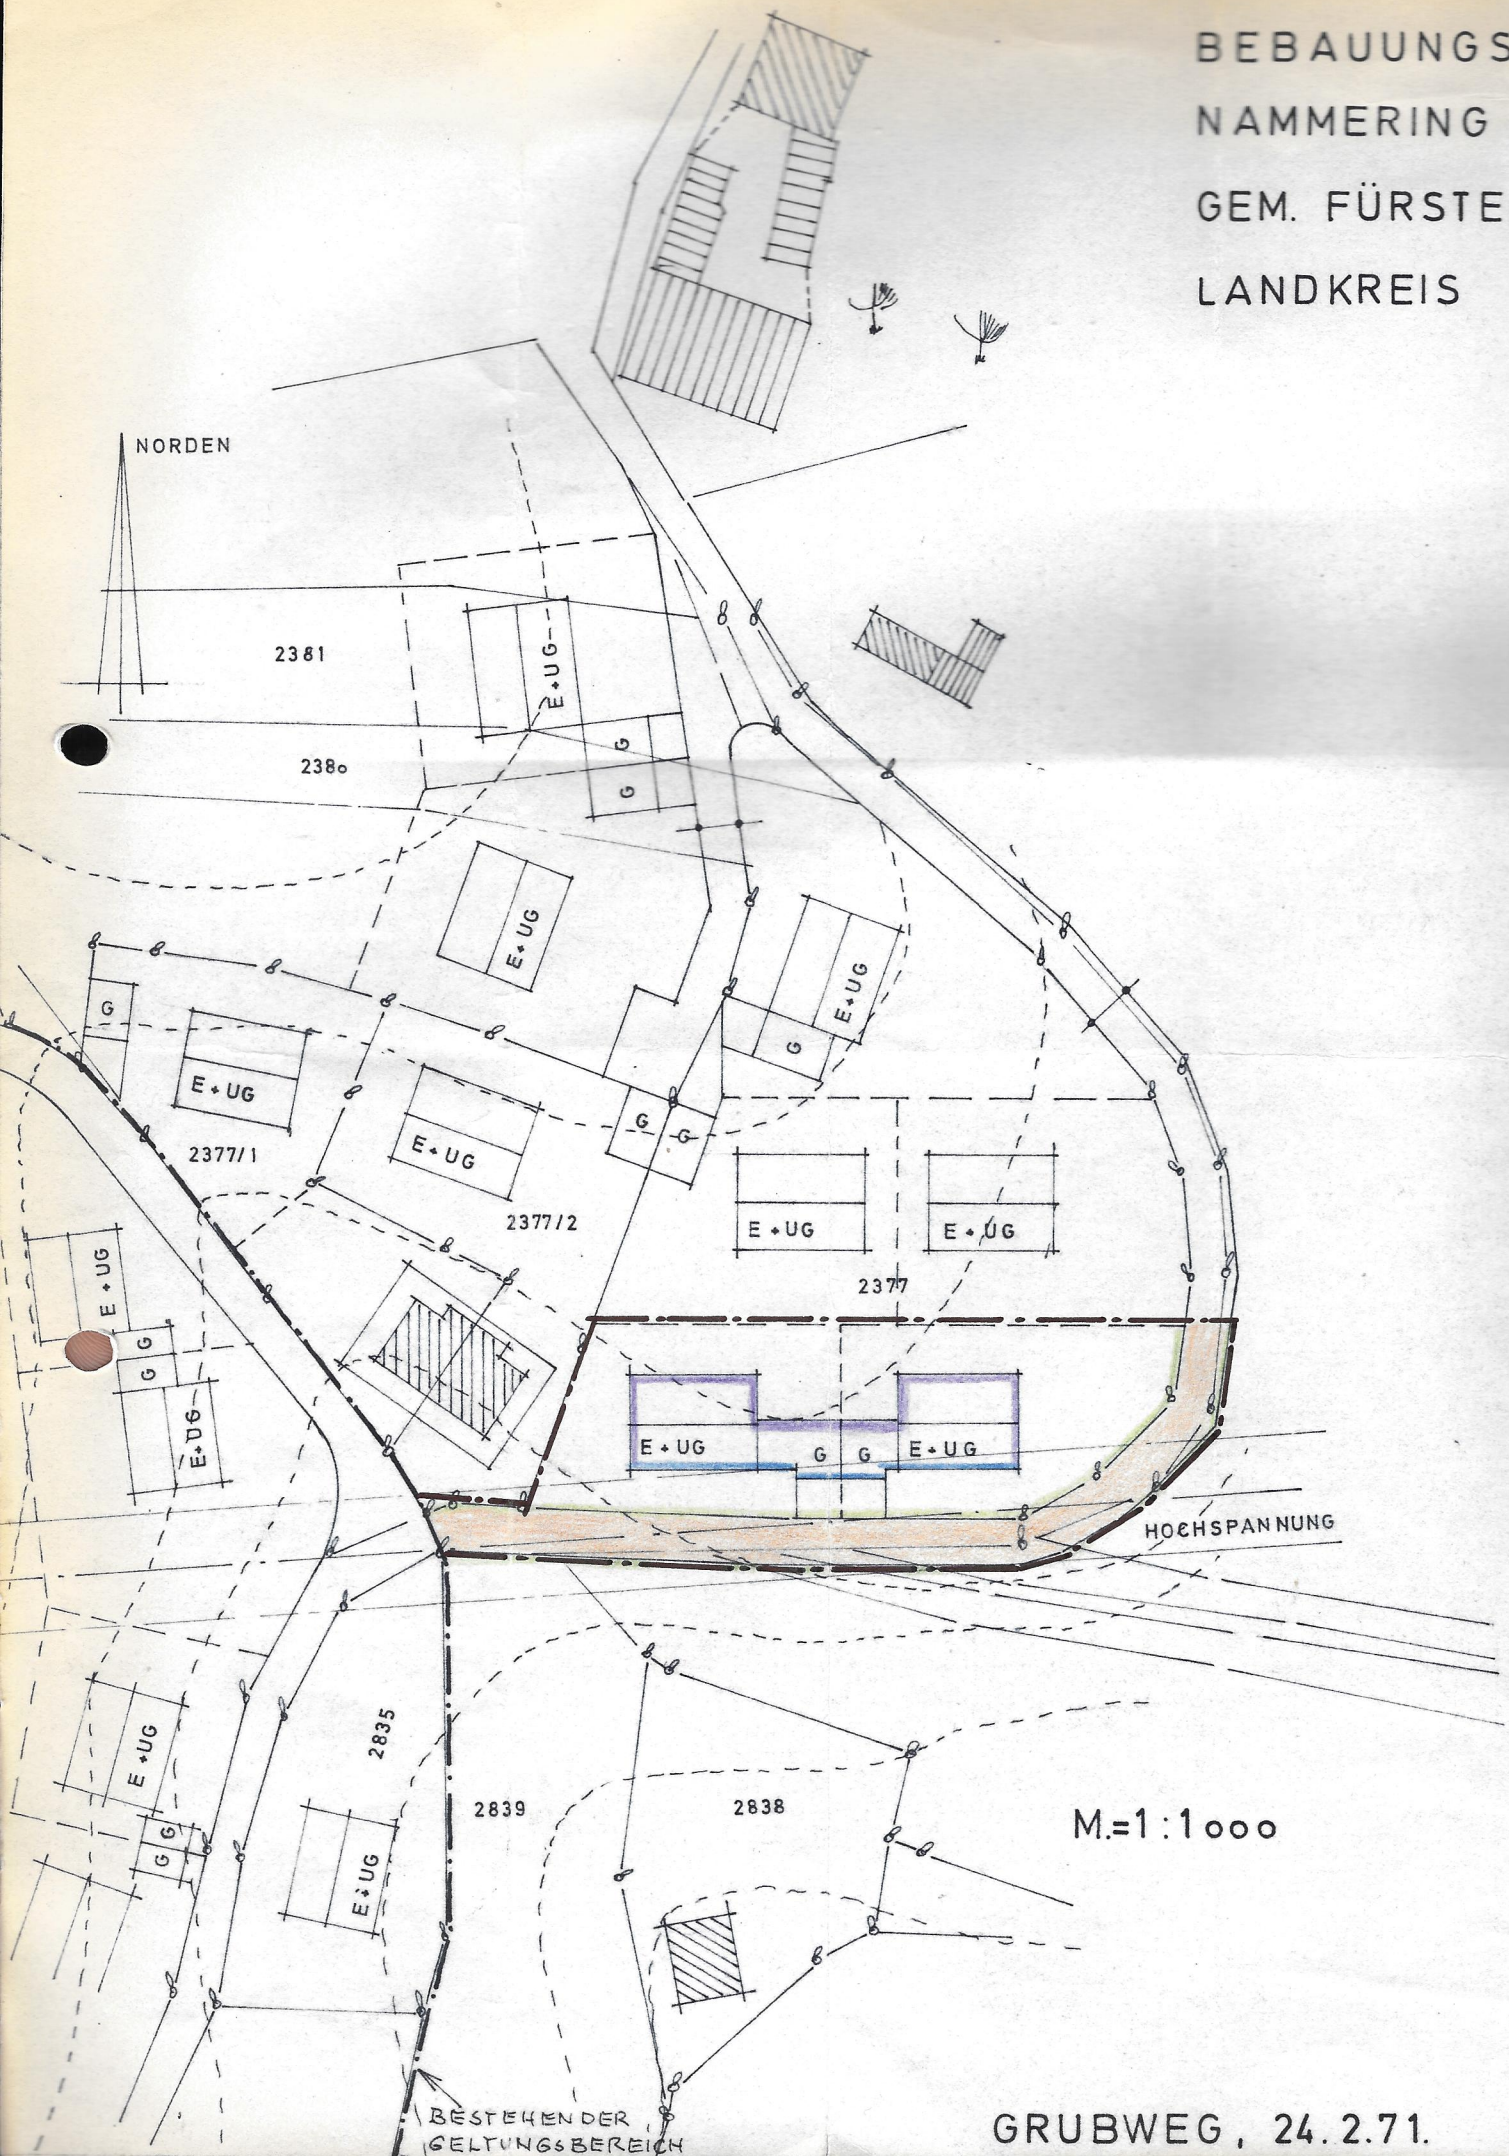 BEBAUUNGS
NAMMERING
GEM. FÜRSTE
LANDKREIS
NORDEN
2381
E+UG
G
2380
G
E+UG
E+UG
G
G
E+UG
E+UG
G
G
2377/1
2377/2
E+UG
E+UG
E+UG
2377
G
G
E+UG
E+UG
G
G
E+UG
HOCHSPANNUNG
2835
E+UG
2839
2838
M.=1:1000
G
G
E+UG
BESTEHENDER
GELTUNGSBEREICH
GRUBWEG, 24.2.71.